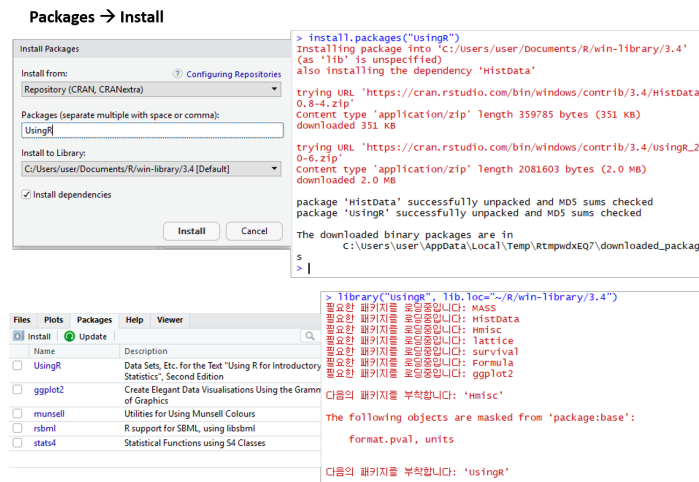 Packages → Install
Install Packages
Install from:
? Configuring Repositories
Repository (CRAN, CRANextra)
Packages (separate multiple with space or comma):
UsingR
Install to Library:
C:/Users/user/Documents/R/win-library/3.4 [Default]
Install dependencies
Install
Cancel
> install.packages("UsingR")
Installing package into ‘C:/Users/user/Documents/R/win-library/3.4’
(as ‘lib’ is unspecified)
also installing the dependency ‘HistData’
trying URL 'https://cran.rstudio.com/bin/windows/contrib/3.4/HistData
0.8-4.zip'
Content type 'application/zip' length 359785 bytes (351 KB)
downloaded 351 KB
trying URL 'https://cran.rstudio.com/bin/windows/contrib/3.4/UsingR_2
0-6.zip'
Content type 'application/zip' length 2081603 bytes (2.0 MB)
downloaded 2.0 MB
package ‘HistData’ successfully unpacked and MD5 sums checked
package ‘UsingR’ successfully unpacked and MD5 sums checked
The downloaded binary packages are in
C:\Users\user\AppData\Local\Temp\RtmpwdxEQ7\downloaded_packag
s
>
Files Plots Packages Help Viewer
Install Update
Name Description
UsingR Data Sets, Etc. for the Text "Using R for Introductory
Statistics", Second Edition
ggplot2 Create Elegant Data Visualisations Using the Gramm
of Graphics
munsell Utilities for Using Munsell Colours
rsbml R support for SBML, using libsbml
stats4 Statistical Functions using S4 Classes
> library("UsingR", lib.loc="~/R/win-library/3.4")
필요한 패키지를 로딩중입니다: MASS
필요한 패키지를 로딩중입니다: HistData
필요한 패키지를 로딩중입니다: Hmisc
필요한 패키지를 로딩중입니다: lattice
필요한 패키지를 로딩중입니다: survival
필요한 패키지를 로딩중입니다: Formula
필요한 패키지를 로딩중입니다: ggplot2
다음의 패키지를 부착합니다: ‘Hmisc’
The following objects are masked from ‘package:base’:
format.pval, units
다음의 패키지를 부착합니다: ‘UsingR’